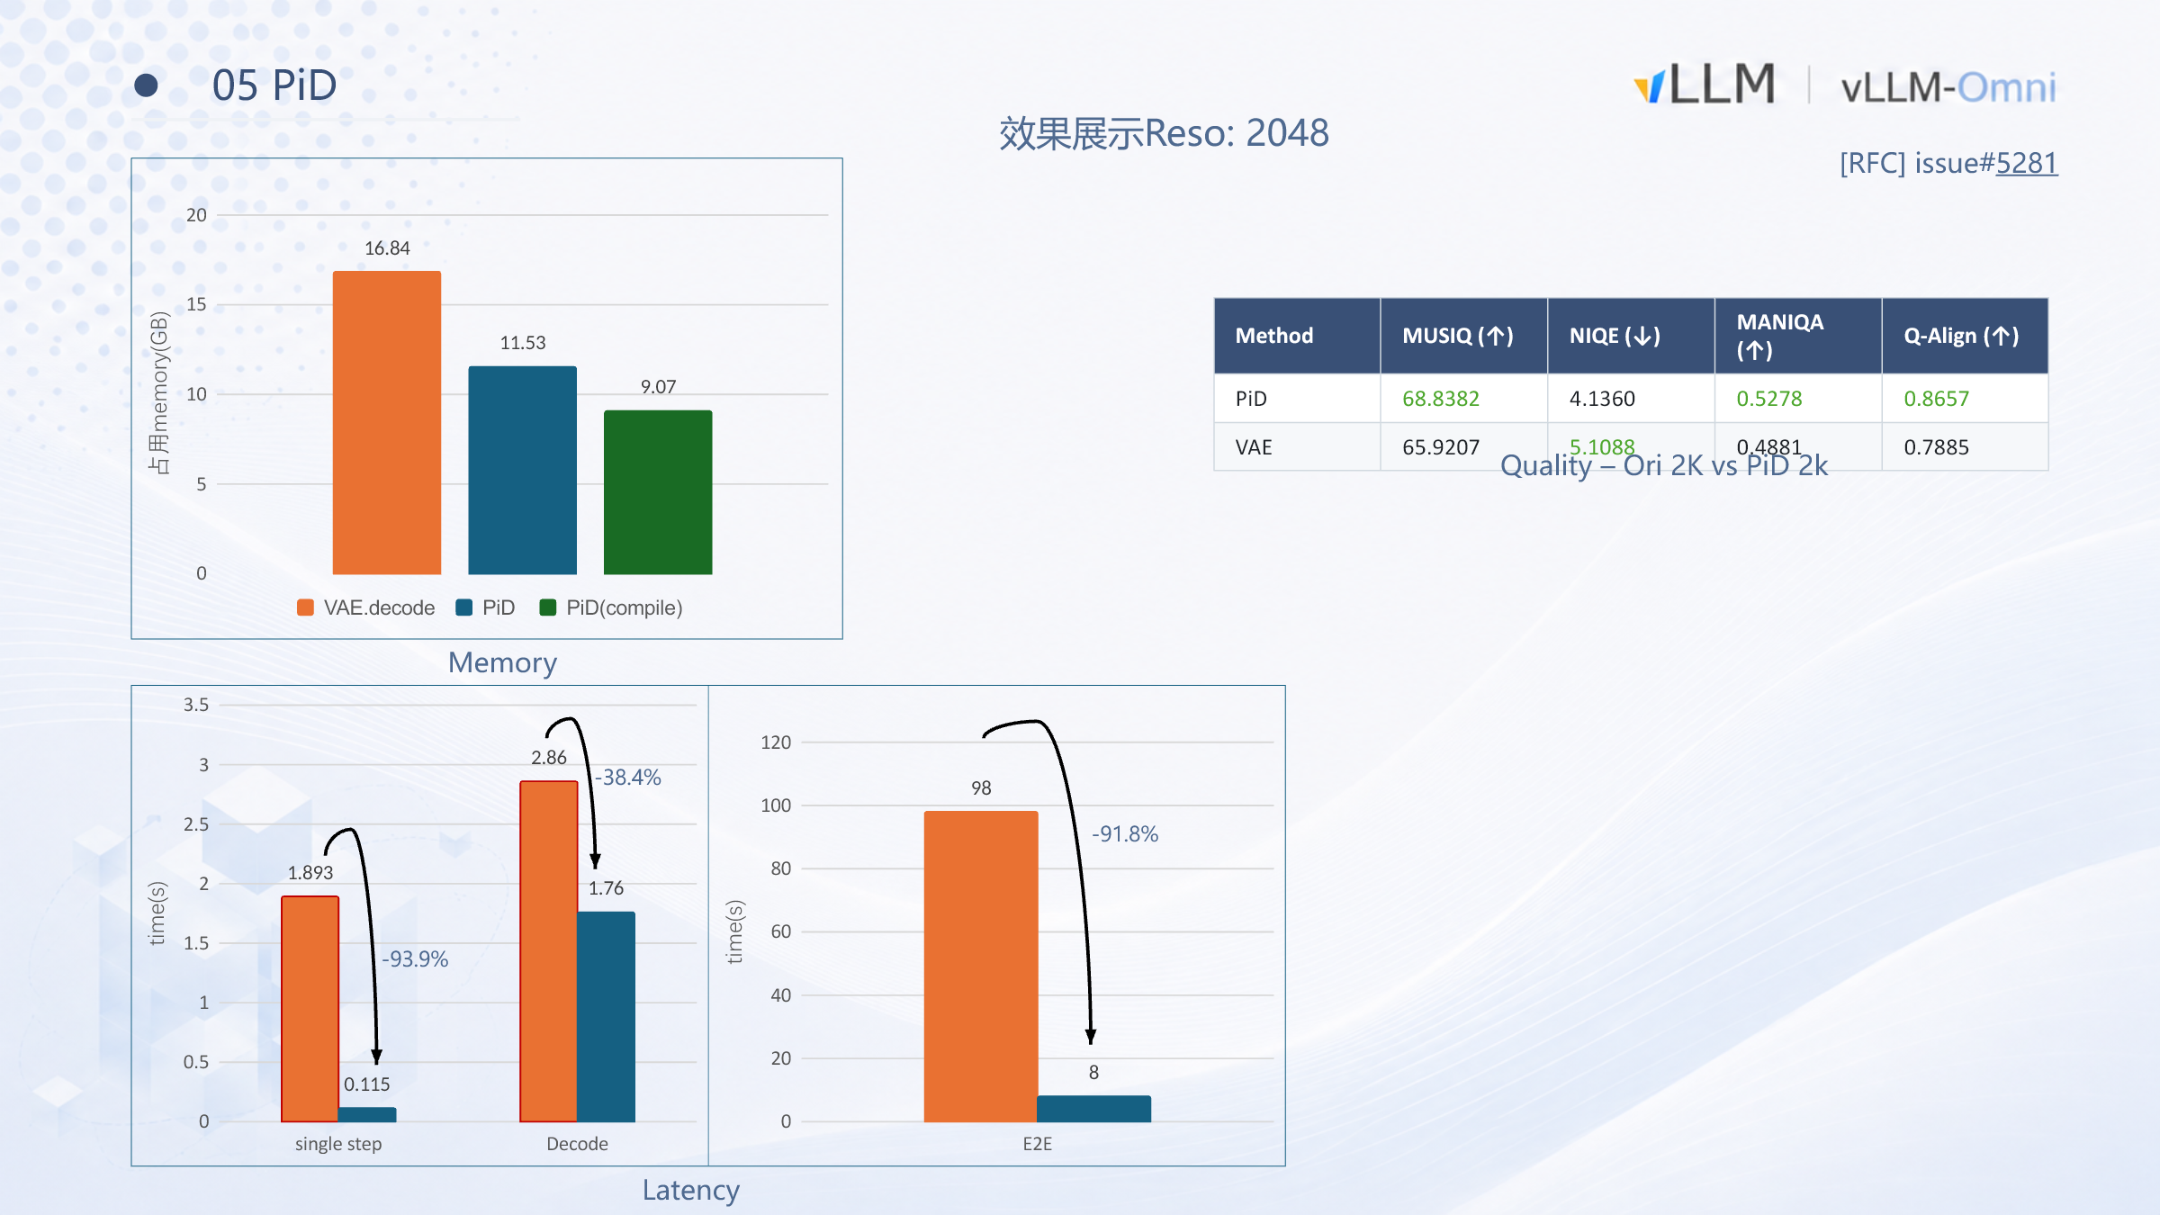 05 PiD
vLLM | vLLM-Omni
效果展示Reso: 2048
[RFC] issue#5281
占用memory(GB)
20
15
10
5
0
16.84
11.53
9.07
VAE.decode PiD PiD(compile)
Memory
Method MUSIQ (↑) NIQE (↓) MANIQA (↑) Q-Align (↑)
PiD 68.8382 4.1360 0.5278 0.8657
VAE 65.9207 5.1088 0.4881 0.7885
Quality – Ori 2K vs PiD 2k
time(s)
3.5
3
2.5
2
1.5
1
0.5
0
1.893
-93.9%
0.115
2.86
-38.4%
1.76
single step Decode
time(s)
120
100
80
60
40
20
0
98
-91.8%
8
E2E
Latency